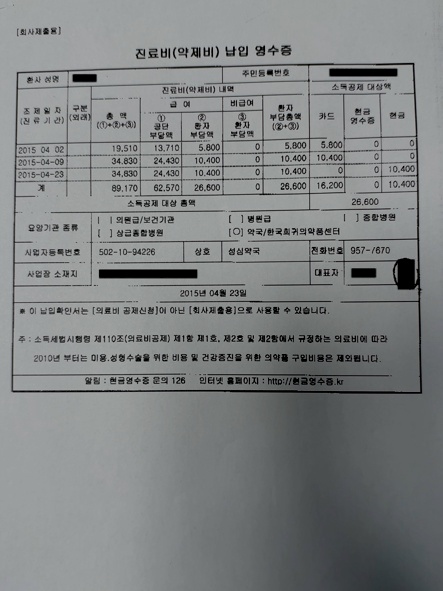 [회사제출용]
진료비(약제비) 납입 영수증
환자 성명 주민등록번호
진료비(약제비) 내역 소득공제 대상액
조제일자 (진료기간) 구분 (외래) 총 액 (①+②+③) 급 여 비급여 환자 부담총액 (②+③) 카드 현금 영수증 현금
① 공단 부담액 ② 환자 부담액 ③ 환자 부담액
2015 04 02 19,510 13,710 5,800 0 5,800 5,800 0 0
2015-04-09 34,830 24,430 10,400 0 10,400 10,400 0 0
2015-04-23 34,830 24,430 10,400 0 10,400 0 0 10,400
계 89,170 62,570 26,600 0 26,600 16,200 0 10,400
소득공제 대상 총액 26,600
요양기관 종류 [ ] 의원급/보건기관 [ ] 병원급 [ ] 종합병원
[ ] 상급종합병원 [○] 약국/한국희귀의약품센터
사업자등록번호 502-10-94226 상호 성심약국 전화번호 957-/670
사업장 소재지 대표자
2015년 04월 23일
※ 이 납입확인서는 [의료비 공제신청]이 아닌 [회사제출용]으로 사용할 수 있습니다.
주 : 소득세법시행령 제110조(의료비공제) 제1항 제1호, 제2호 및 제2항에서 규정하는 의료비에 따라
2010년 부터는 미용.성형수술을 위한 비용 및 건강증진을 위한 의약품 구입비용은 제외됩니다.
알림 : 현금영수증 문의 126 인터넷 홈페이지 : http://현금영수증.kr